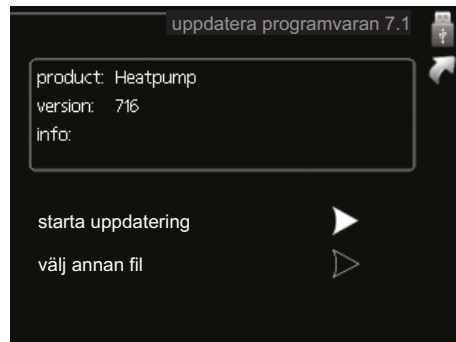 uppdatera programvaran 7.1
product: Heatpump
version: 716
info:
starta uppdatering
välj annan fil